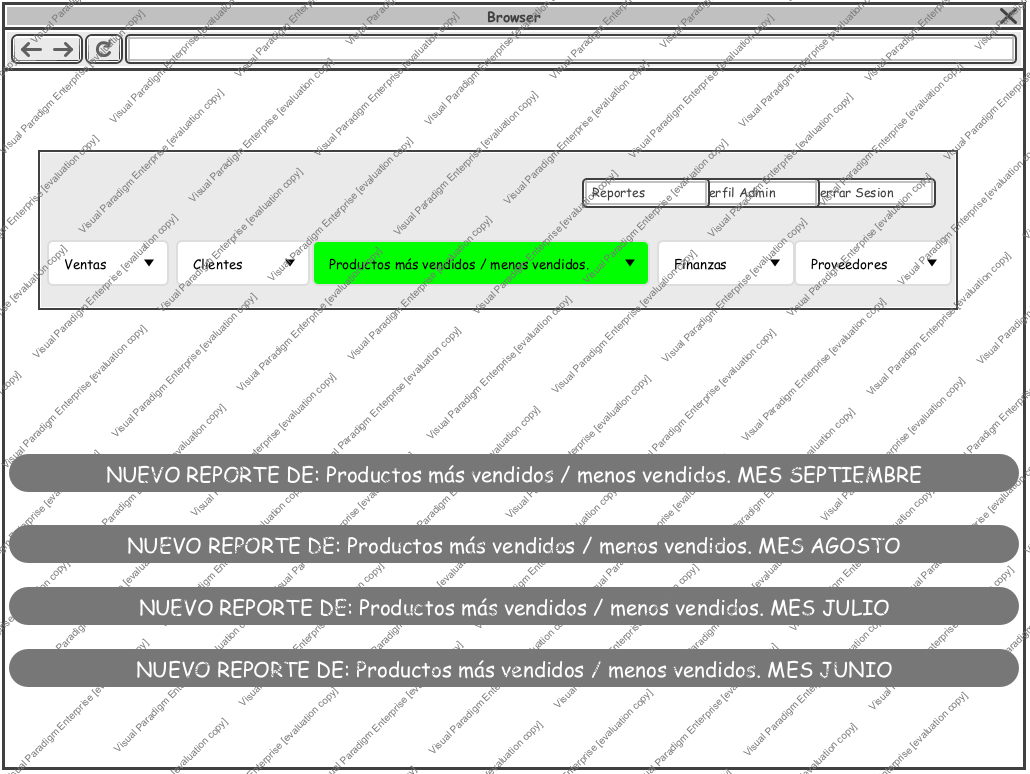 Browser
Reportes
erfil Admin
errar Sesion
Ventas
Clientes
Productos más vendidos / menos vendidos.
Finanzas
Proveedores
NUEVO REPORTE DE: Productos más vendidos / menos vendidos. MES SEPTIEMBRE
NUEVO REPORTE DE: Productos más vendidos / menos vendidos. MES AGOSTO
NUEVO REPORTE DE: Productos más vendidos / menos vendidos. MES JULIO
NUEVO REPORTE DE: Productos más vendidos / menos vendidos. MES JUNIO
Visual Paradigm Enterprise [evaluation copy]